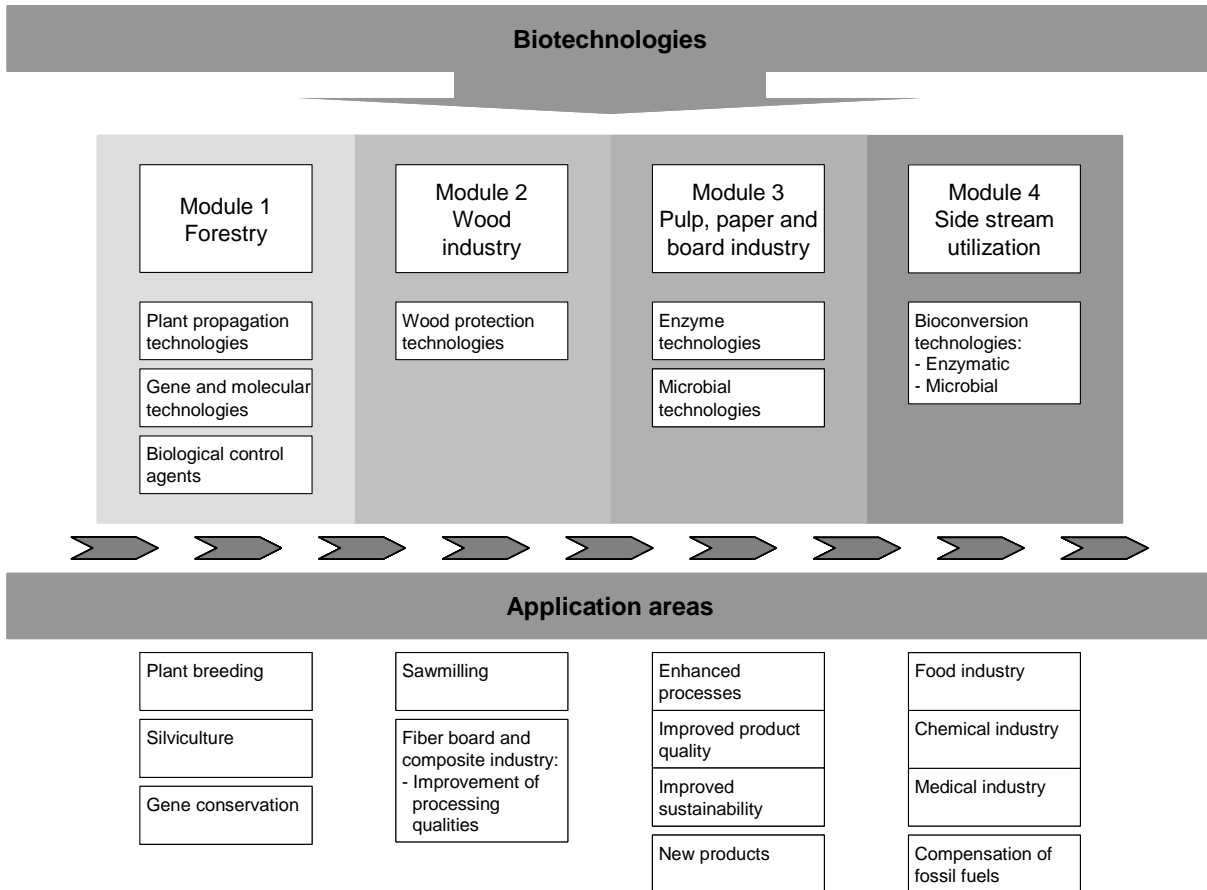 Biotechnologies
Module 1
Forestry
Module 2
Wood
industry
Module 3
Pulp, paper and
board industry
Module 4
Side stream
utilization
Plant propagation
technologies
Gene and molecular
technologies
Biological control
agents
Wood protection
technologies
Enzyme
technologies
Microbial
technologies
Bioconversion
technologies:
- Enzymatic
- Microbial
Application areas
Plant breeding
Silviculture
Gene conservation
Sawmilling
Fiber board and
composite industry:
- Improvement of
processing
qualities
Enhanced
processes
Improved product
quality
Improved
sustainability
New products
Food industry
Chemical industry
Medical industry
Compensation of
fossil fuels